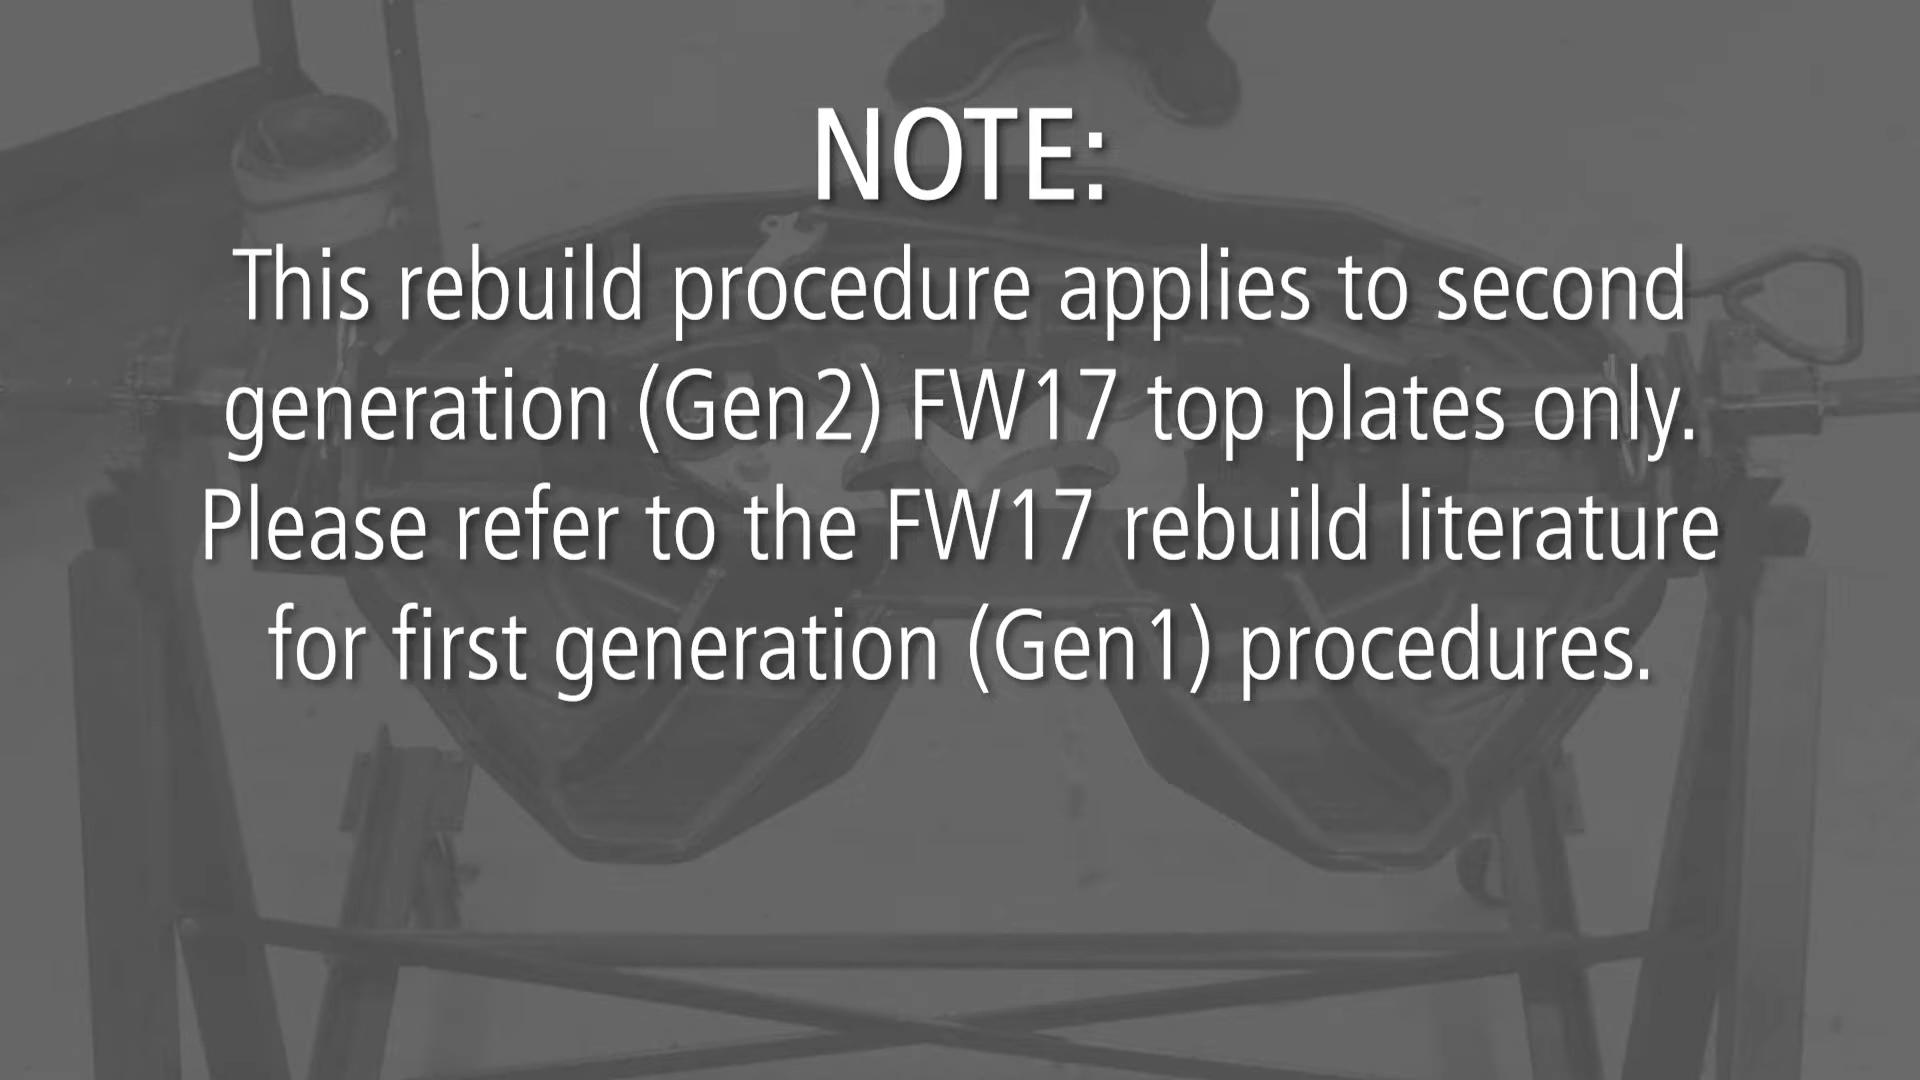 NOTE:
This rebuild procedure applies to second
generation (Gen2) FW17 top plates only.
Please refer to the FW17 rebuild literature
for first generation (Gen1) procedures.